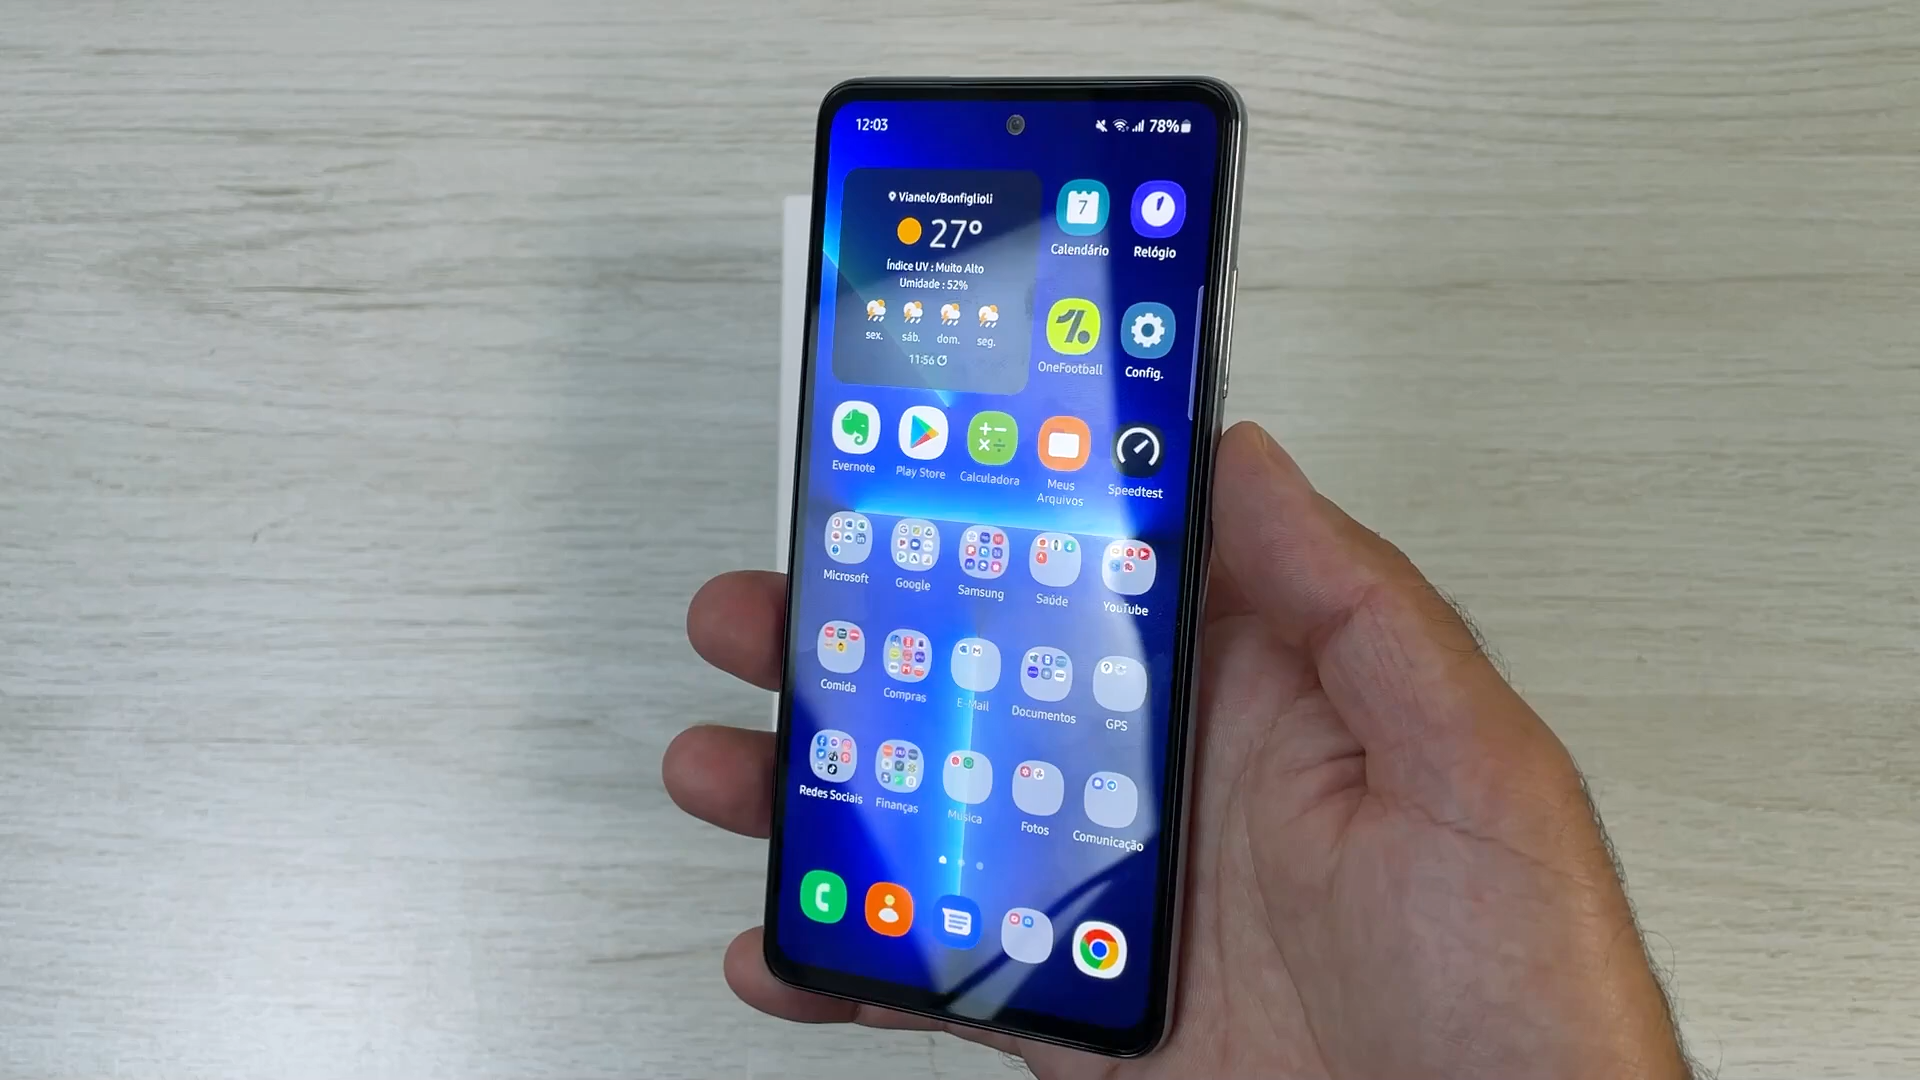 12:03
78%
Vianelo/Bonfiglioli
27°
Índice UV : Muito Alto
Umidade : 52%
sex. sáb. dom. seg.
11:56
7
Calendário Relógio
OneFootball Config.
Evernote Play Store Calculadora Meus Arquivos Speedtest
Microsoft Google Samsung Saúde YouTube
Comida Compras E-Mail Documentos GPS
Redes Sociais Finanças Música Fotos Comunicação